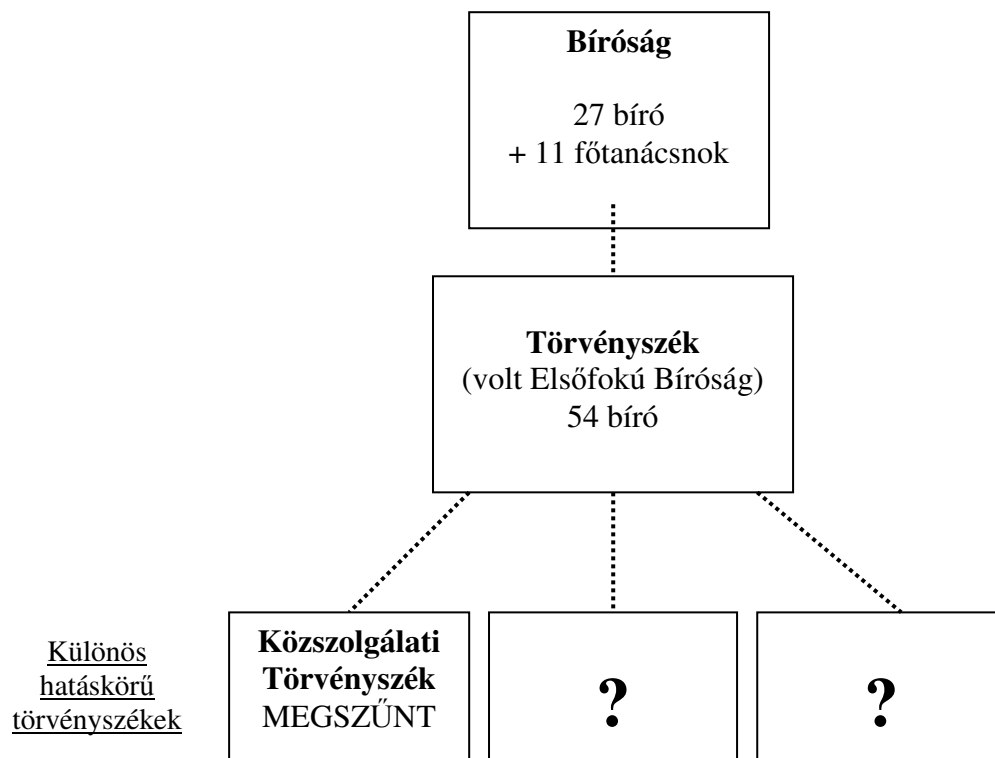 Bíróság
27 bíró
+ 11 főtanácsnok
Törvényszék
(volt Elsőfokú Bíróság)
54 bíró
Különös
hatáskörű
törvényszékek
Közszolgálati
Törvényszék
MEGSZŰNT
?
?